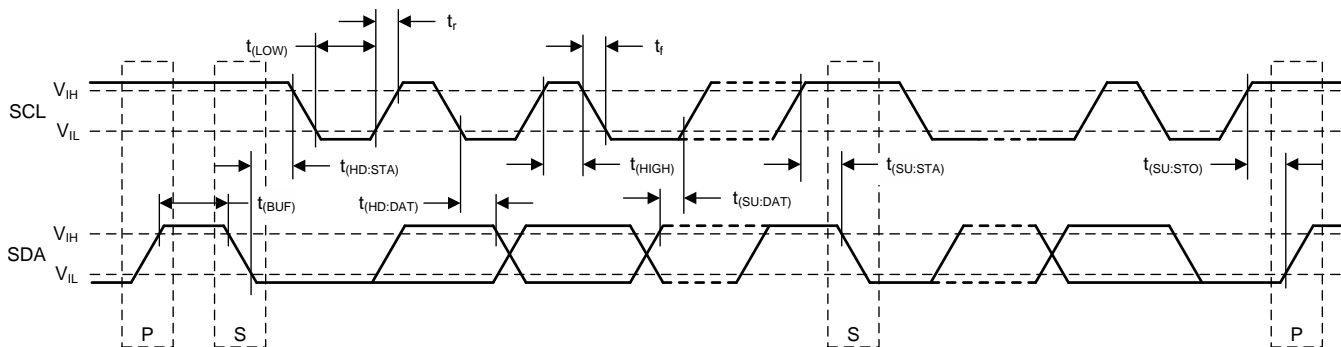 t(LOW)
tr
tf
SCL
VIH
VIL
t(HD:STA)
t(HIGH)
t(SU:STA)
t(SU:STO)
t(BUF)
t(HD:DAT)
t(SU:DAT)
SDA
VIH
VIL
P
S
S
P